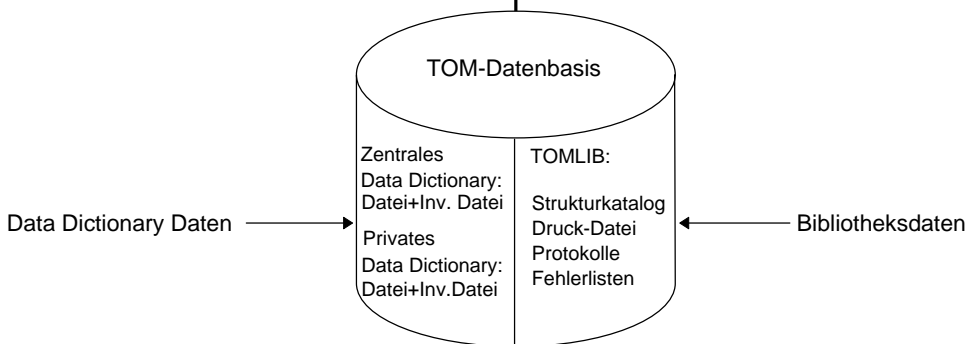 TOM-Datenbasis
Zentrales
Data Dictionary:
Datei+Inv. Datei
Privates
Data Dictionary:
Datei+Inv.Datei
TOMLIB:
Strukturkatalog
Druck-Datei
Protokolle
Fehlerlisten
Data Dictionary Daten
Bibliotheksdaten